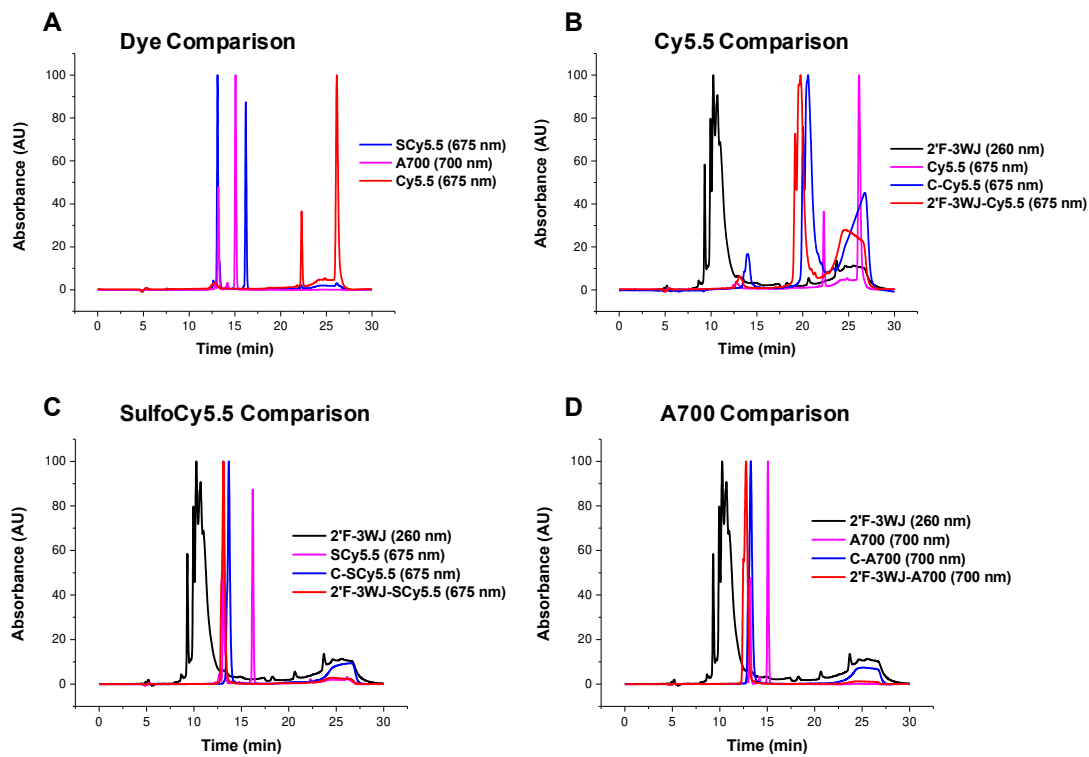 A
Dye Comparison
100
80
60
40
20
0
Absorbance (AU)
SCy5.5 (675 nm)
A700 (700 nm)
Cy5.5 (675 nm)
0 5 10 15 20 25 30
Time (min)
B
Cy5.5 Comparison
100
80
60
40
20
0
Absorbance (AU)
2'F-3WJ (260 nm)
Cy5.5 (675 nm)
C-Cy5.5 (675 nm)
2'F-3WJ-Cy5.5 (675 nm)
0 5 10 15 20 25 30
Time (min)
C
SulfoCy5.5 Comparison
100
80
60
40
20
0
Absorbance (AU)
2'F-3WJ (260 nm)
SCy5.5 (675 nm)
C-SCy5.5 (675 nm)
2'F-3WJ-SCy5.5 (675 nm)
0 5 10 15 20 25 30
Time (min)
D
A700 Comparison
100
80
60
40
20
0
Absorbance (AU)
2'F-3WJ (260 nm)
A700 (700 nm)
C-A700 (700 nm)
2'F-3WJ-A700 (700 nm)
0 5 10 15 20 25 30
Time (min)